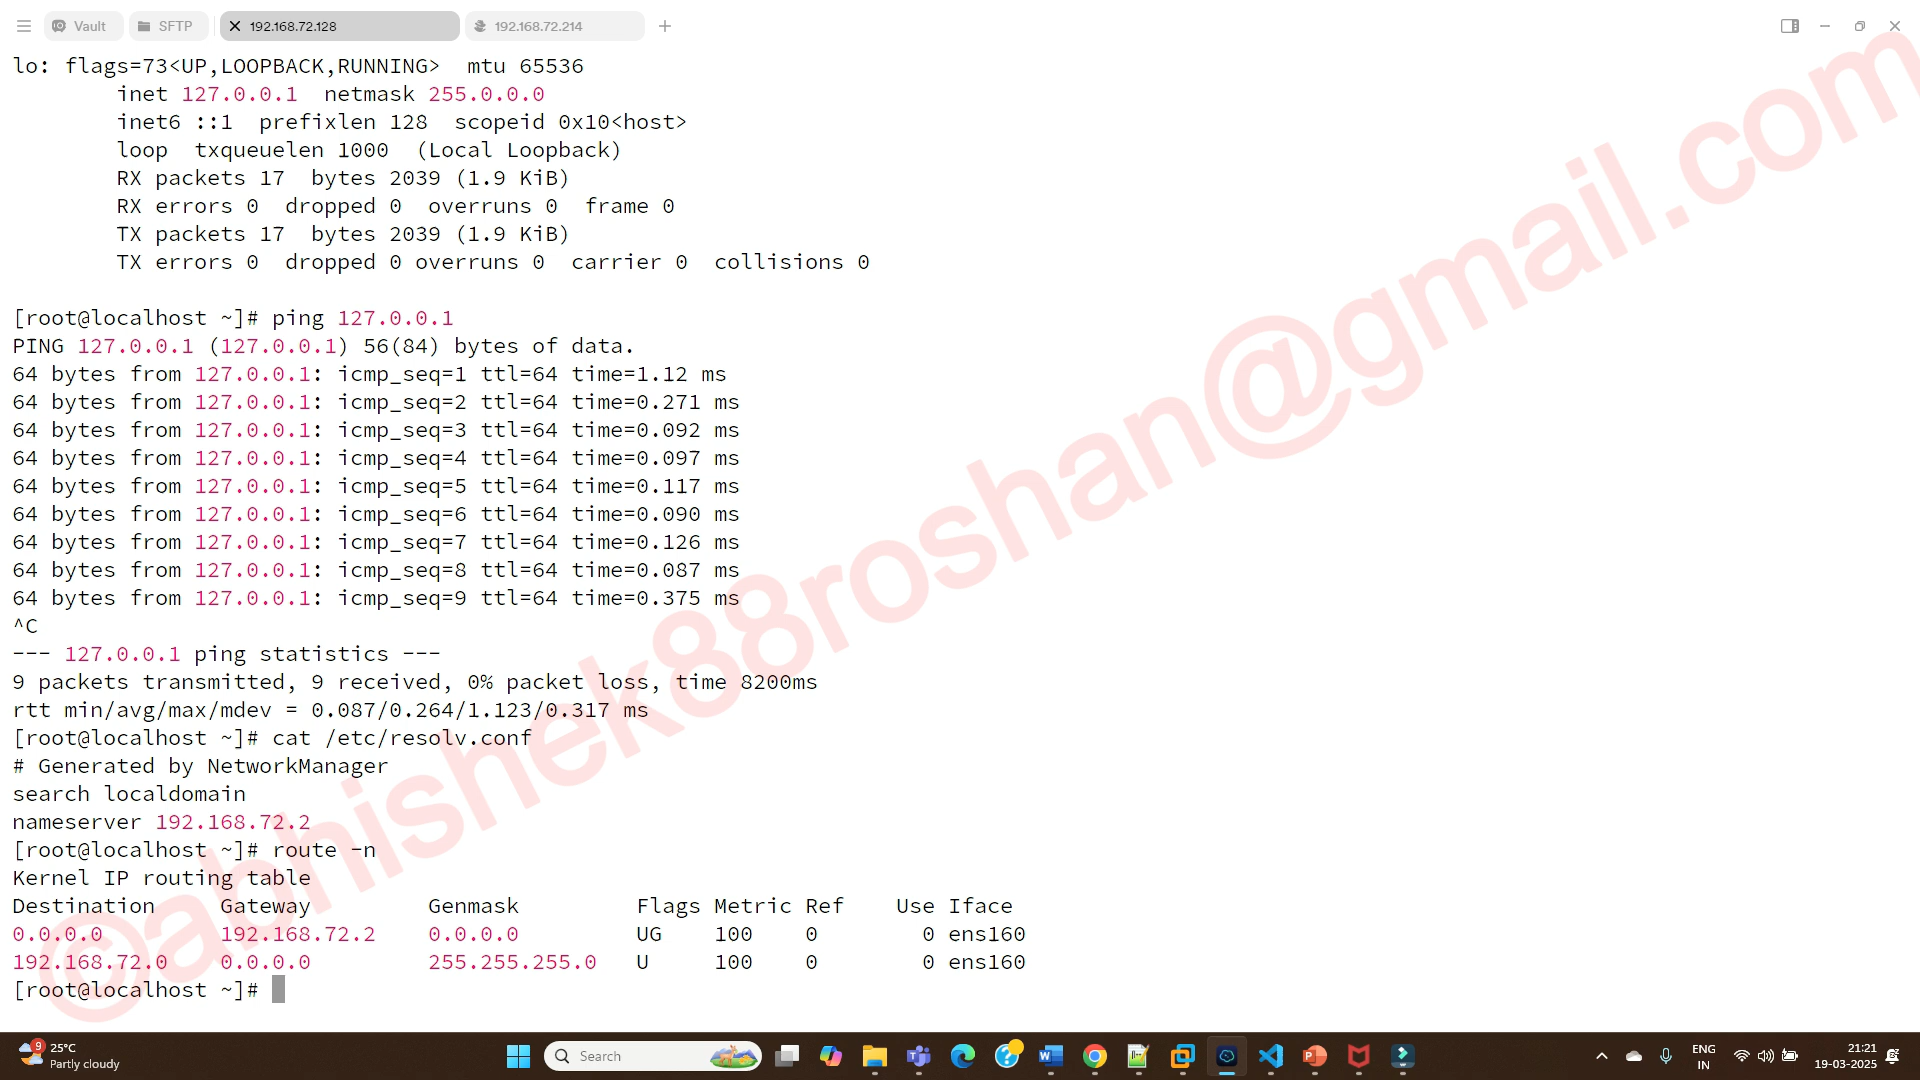 Vault
SFTP
192.168.72.128
192.168.72.214
lo: flags=73<UP,LOOPBACK,RUNNING>  mtu 65536
        inet 127.0.0.1  netmask 255.0.0.0
        inet6 ::1  prefixlen 128  scopeid 0x10<host>
        loop  txqueuelen 1000  (Local Loopback)
        RX packets 17  bytes 2039 (1.9 KiB)
        RX errors 0  dropped 0  overruns 0  frame 0
        TX packets 17  bytes 2039 (1.9 KiB)
        TX errors 0  dropped 0 overruns 0  carrier 0  collisions 0
[root@localhost ~]# ping 127.0.0.1
PING 127.0.0.1 (127.0.0.1) 56(84) bytes of data.
64 bytes from 127.0.0.1: icmp_seq=1 ttl=64 time=1.12 ms
64 bytes from 127.0.0.1: icmp_seq=2 ttl=64 time=0.271 ms
64 bytes from 127.0.0.1: icmp_seq=3 ttl=64 time=0.092 ms
64 bytes from 127.0.0.1: icmp_seq=4 ttl=64 time=0.097 ms
64 bytes from 127.0.0.1: icmp_seq=5 ttl=64 time=0.117 ms
64 bytes from 127.0.0.1: icmp_seq=6 ttl=64 time=0.090 ms
64 bytes from 127.0.0.1: icmp_seq=7 ttl=64 time=0.126 ms
64 bytes from 127.0.0.1: icmp_seq=8 ttl=64 time=0.087 ms
64 bytes from 127.0.0.1: icmp_seq=9 ttl=64 time=0.375 ms
^C
--- 127.0.0.1 ping statistics ---
9 packets transmitted, 9 received, 0% packet loss, time 8200ms
rtt min/avg/max/mdev = 0.087/0.264/1.123/0.317 ms
[root@localhost ~]# cat /etc/resolv.conf
# Generated by NetworkManager
search localdomain
nameserver 192.168.72.2
[root@localhost ~]# route -n
Kernel IP routing table
Destination     Gateway         Genmask         Flags Metric Ref    Use Iface
0.0.0.0         192.168.72.2    0.0.0.0         UG    100    0        0 ens160
192.168.72.0    0.0.0.0         255.255.255.0   U     100    0        0 ens160
[root@localhost ~]#
©abhishek88roshan@gmail.com
9
25°C
Partly cloudy
Search
ENG
IN
21:21
19-03-2025